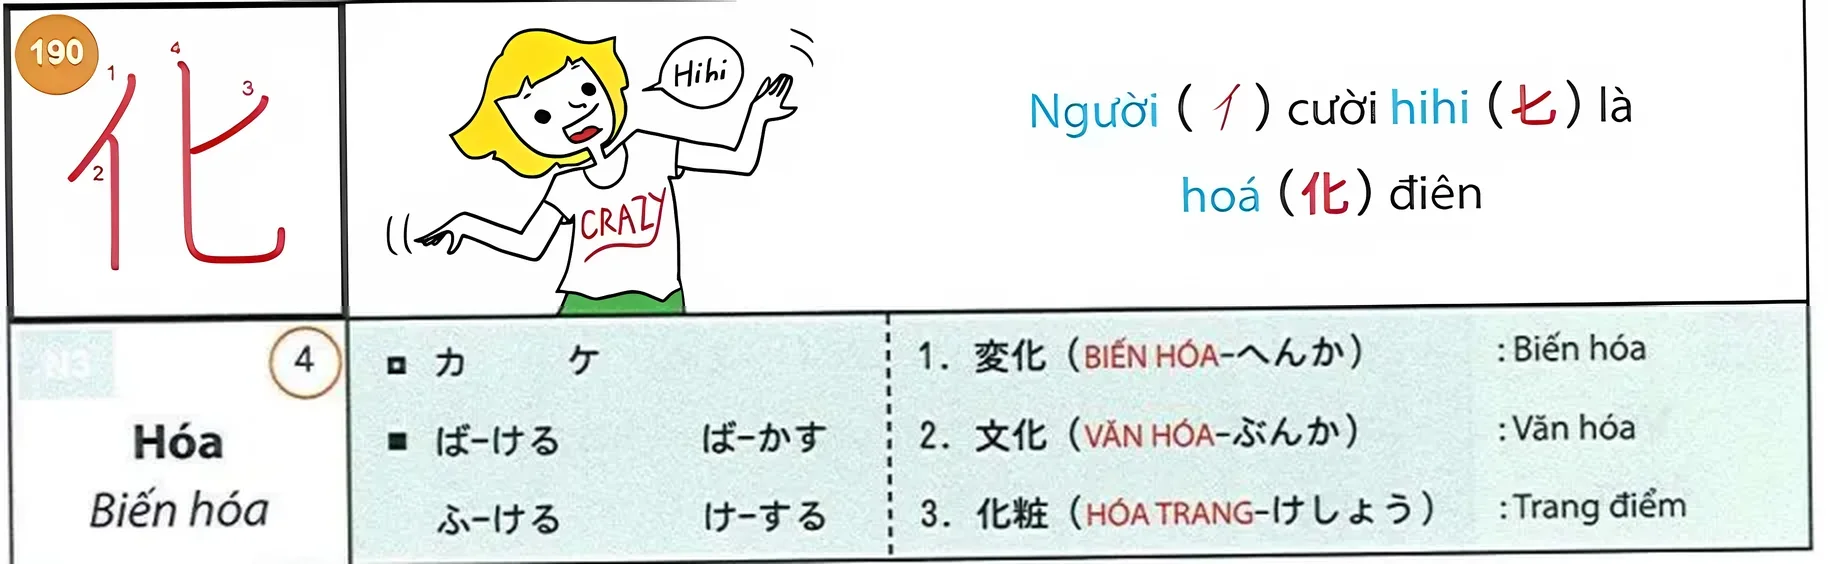 190
化
1
2
3
4
Hihi
CRAZY
Người (亻) cười hihi (ヒ) là
hoá (化) điên
N3
4
Hóa
Biến hóa
カ ケ
ば-ける ば-かす
ふ-ける け-する
1. 変化 (BIẾN HÓA-へんか) : Biến hóa
2. 文化 (VĂN HÓA-ぶんか) : Văn hóa
3. 化粧 (HÓA TRANG-けしょう) : Trang điểm